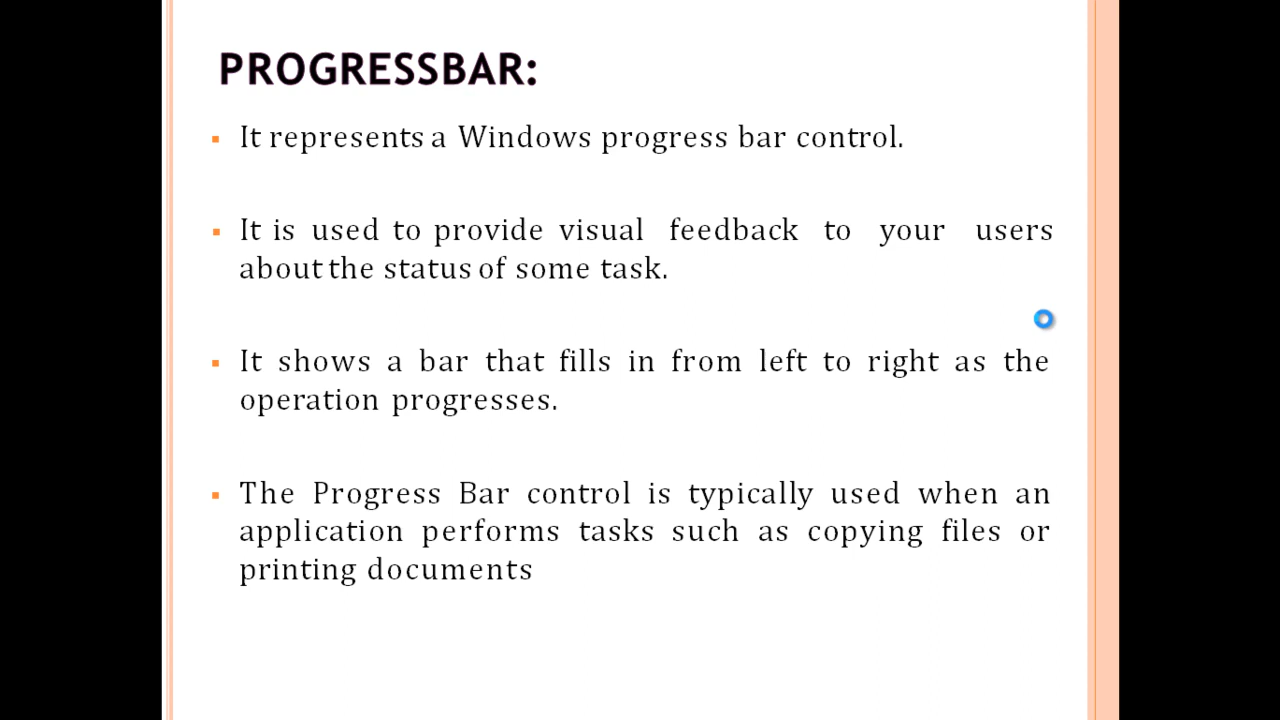 PROGRESSBAR:
▪ It represents a Windows progress bar control.
▪ It is used to provide visual feedback to your users
about the status of some task.
▪ It shows a bar that fills in from left to right as the
operation progresses.
▪ The Progress Bar control is typically used when an
application performs tasks such as copying files or
printing documents